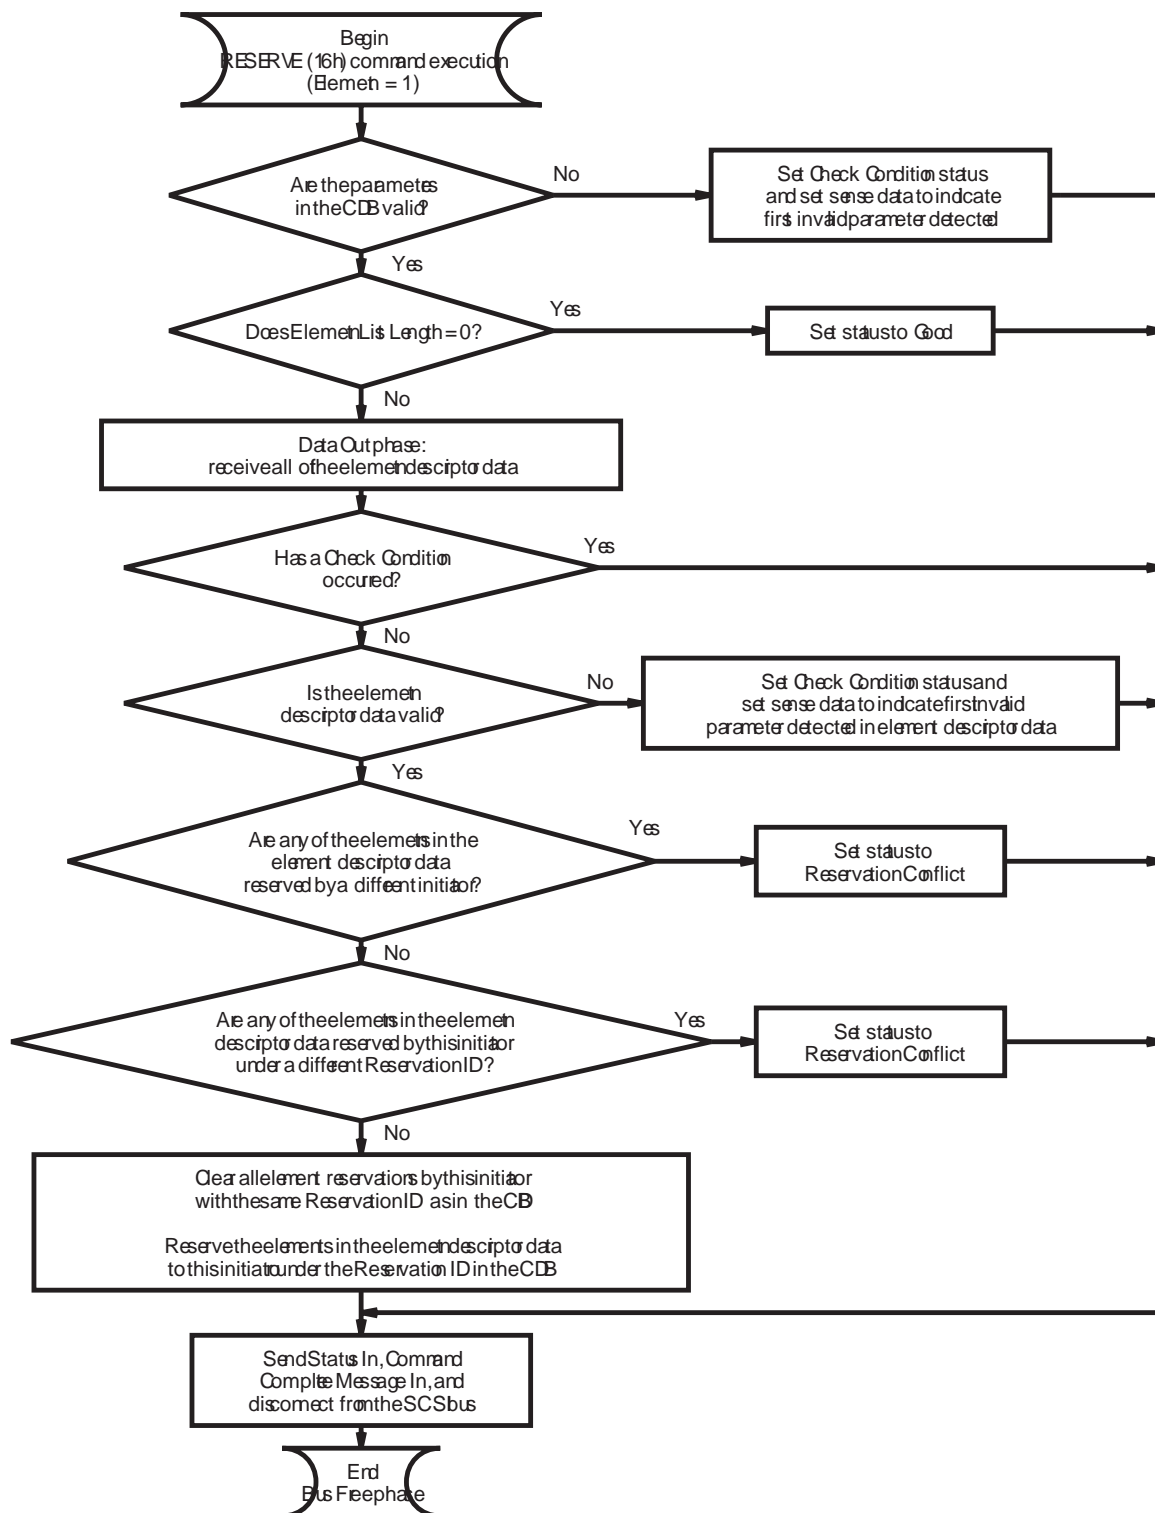 Begin
RESERVE (16h) command execution
(Element = 1)
Are the parameters
in the CDB valid?
No
Set Check Condition status
and set sense data to indicate
first invalid parameter detected
Yes
Does Element List Length = 0?
Yes
Set status to Good
No
Data Out phase:
receive all of the element descriptor data
Has a Check Condition
occurred?
Yes
No
Is the element
descriptor data valid?
No
Set Check Condition status and
set sense data to indicate first invalid
parameter detected in element descriptor data
Yes
Are any of the elements in the
element descriptor data
reserved by a different initiator?
Yes
Set status to
Reservation Conflict
No
Are any of the elements in the element
descriptor data reserved by this initiator
under a different Reservation ID?
Yes
Set status to
Reservation Conflict
No
Clear all element reservations by this initiator
with the same Reservation ID as in the CDB
Reserve the elements in the element descriptor data
to this initiator under the Reservation ID in the CDB
Send Status In, Command
Complete Message In, and
disconnect from the SCSI bus
End
Bus Free phase